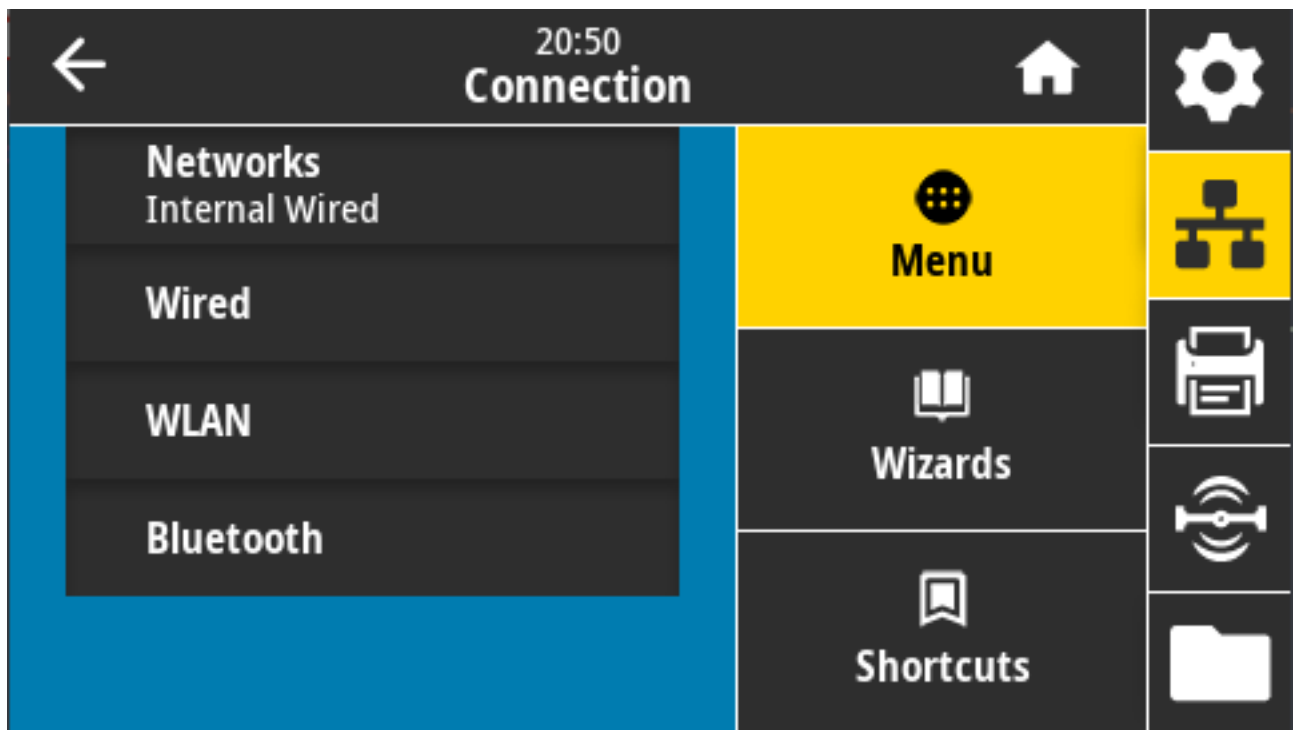 20:50
Connection
Networks
Internal Wired
Wired
WLAN
Bluetooth
Menu
Wizards
Shortcuts